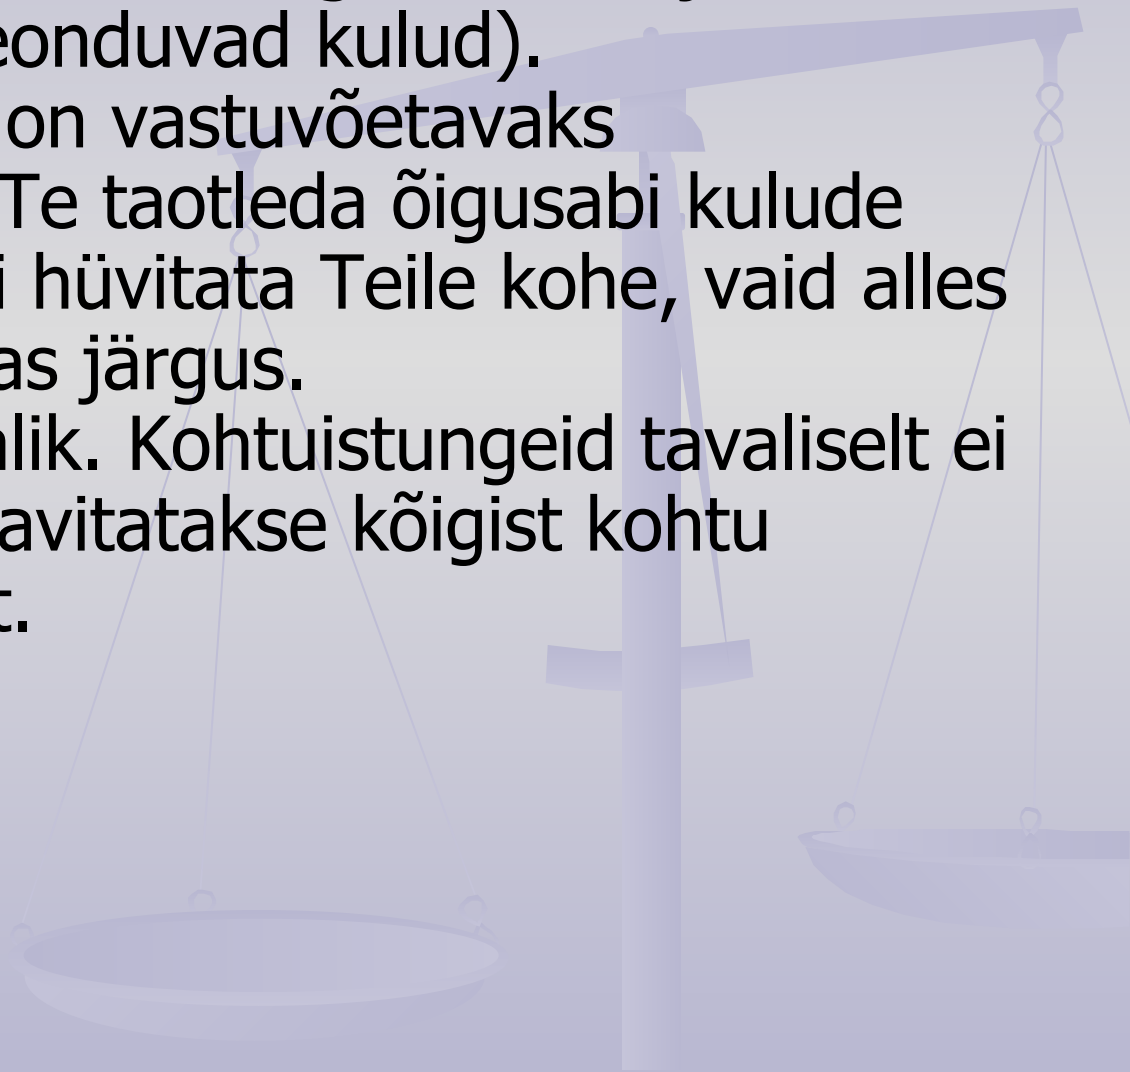 eonduvad kulud).
on vastuvõetavaks
Te taotleda õigusabi kulude
i hüvitata Teile kohe, vaid alles
as järgus.
alik. Kohtuistungeid tavaliselt ei
avitatakse kõigist kohtu
t.